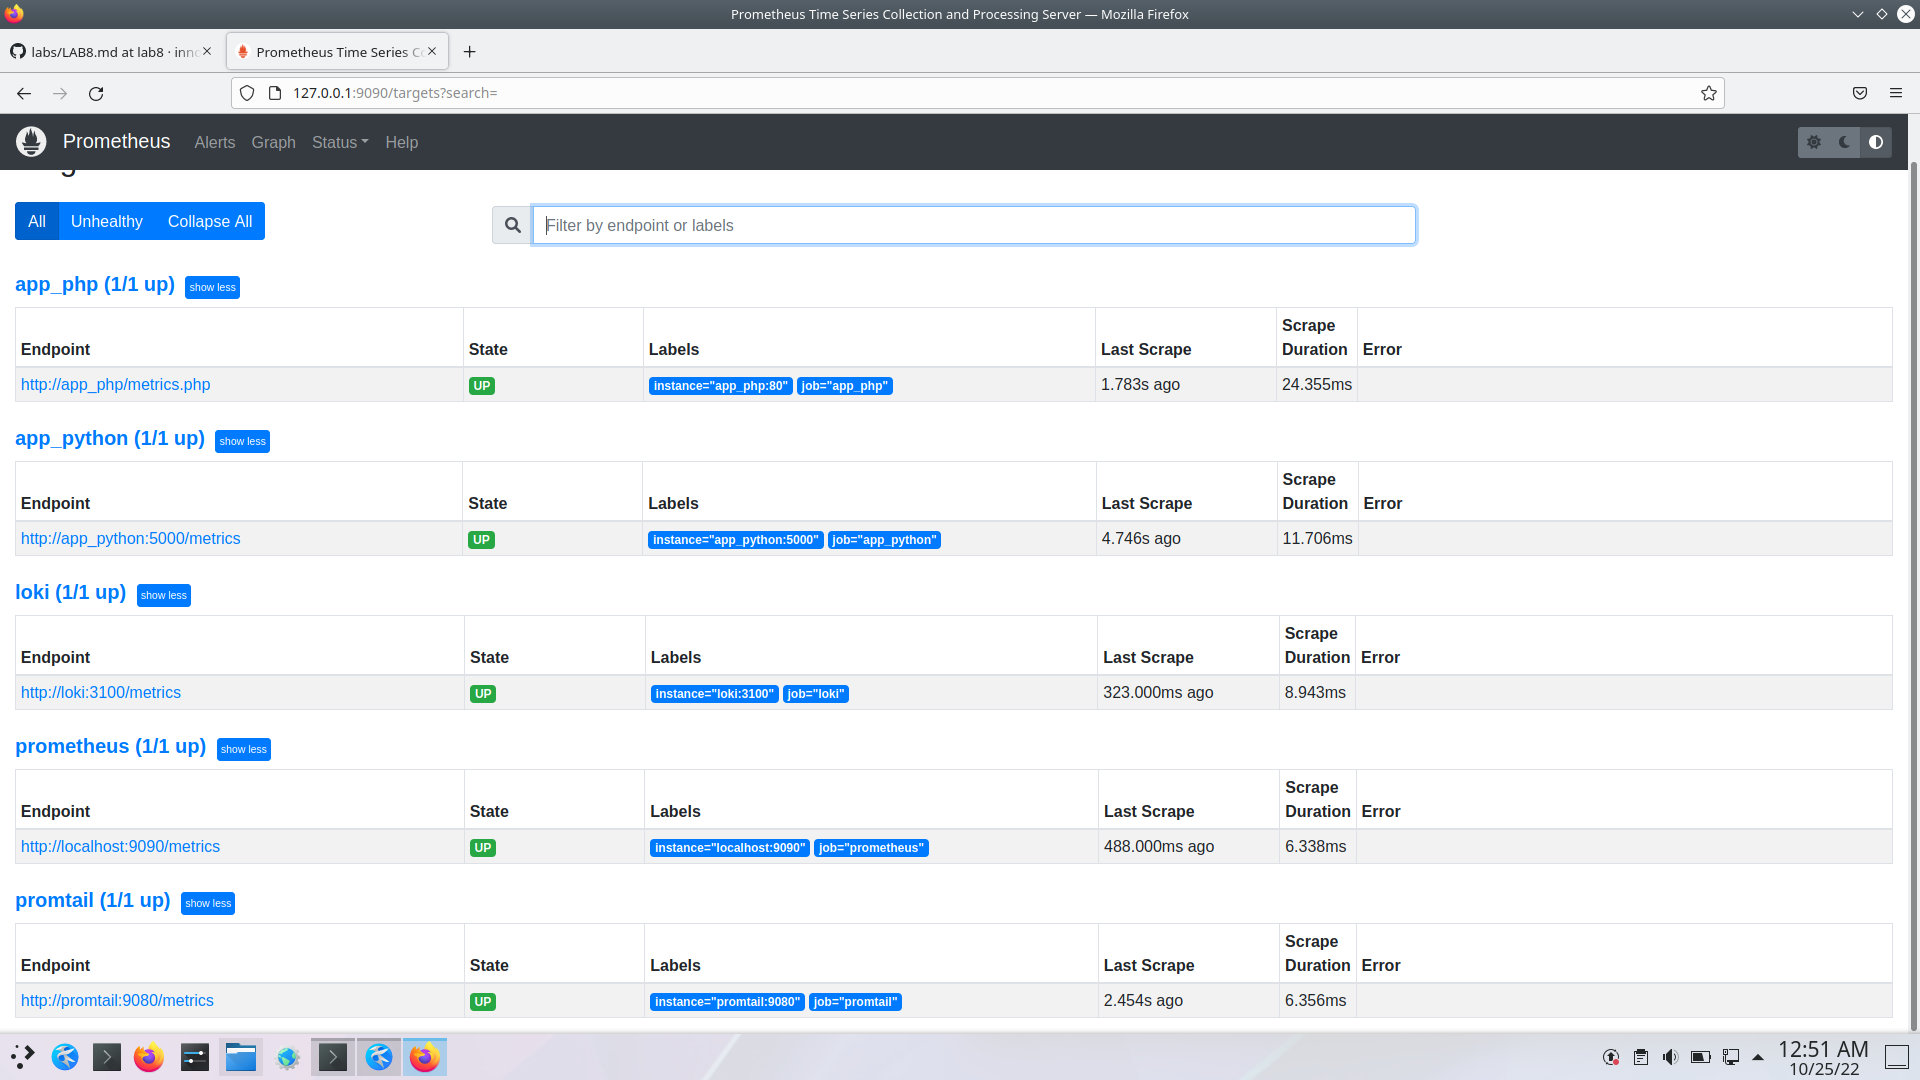 Prometheus Time Series Collection and Processing Server — Mozilla Firefox
labs/LAB8.md at lab8 · inn
Prometheus Time Series C
127.0.0.1:9090/targets?search=
Prometheus Alerts Graph Status Help
All Unhealthy Collapse All
Filter by endpoint or labels
app_php (1/1 up) show less
Endpoint State Labels Last Scrape Scrape Duration Error
http://app_php/metrics.php UP instance="app_php:80" job="app_php" 1.783s ago 24.355ms
app_python (1/1 up) show less
Endpoint State Labels Last Scrape Scrape Duration Error
http://app_python:5000/metrics UP instance="app_python:5000" job="app_python" 4.746s ago 11.706ms
loki (1/1 up) show less
Endpoint State Labels Last Scrape Scrape Duration Error
http://loki:3100/metrics UP instance="loki:3100" job="loki" 323.000ms ago 8.943ms
prometheus (1/1 up) show less
Endpoint State Labels Last Scrape Scrape Duration Error
http://localhost:9090/metrics UP instance="localhost:9090" job="prometheus" 488.000ms ago 6.338ms
promtail (1/1 up) show less
Endpoint State Labels Last Scrape Scrape Duration Error
http://promtail:9080/metrics UP instance="promtail:9080" job="promtail" 2.454s ago 6.356ms
12:51 AM
10/25/22